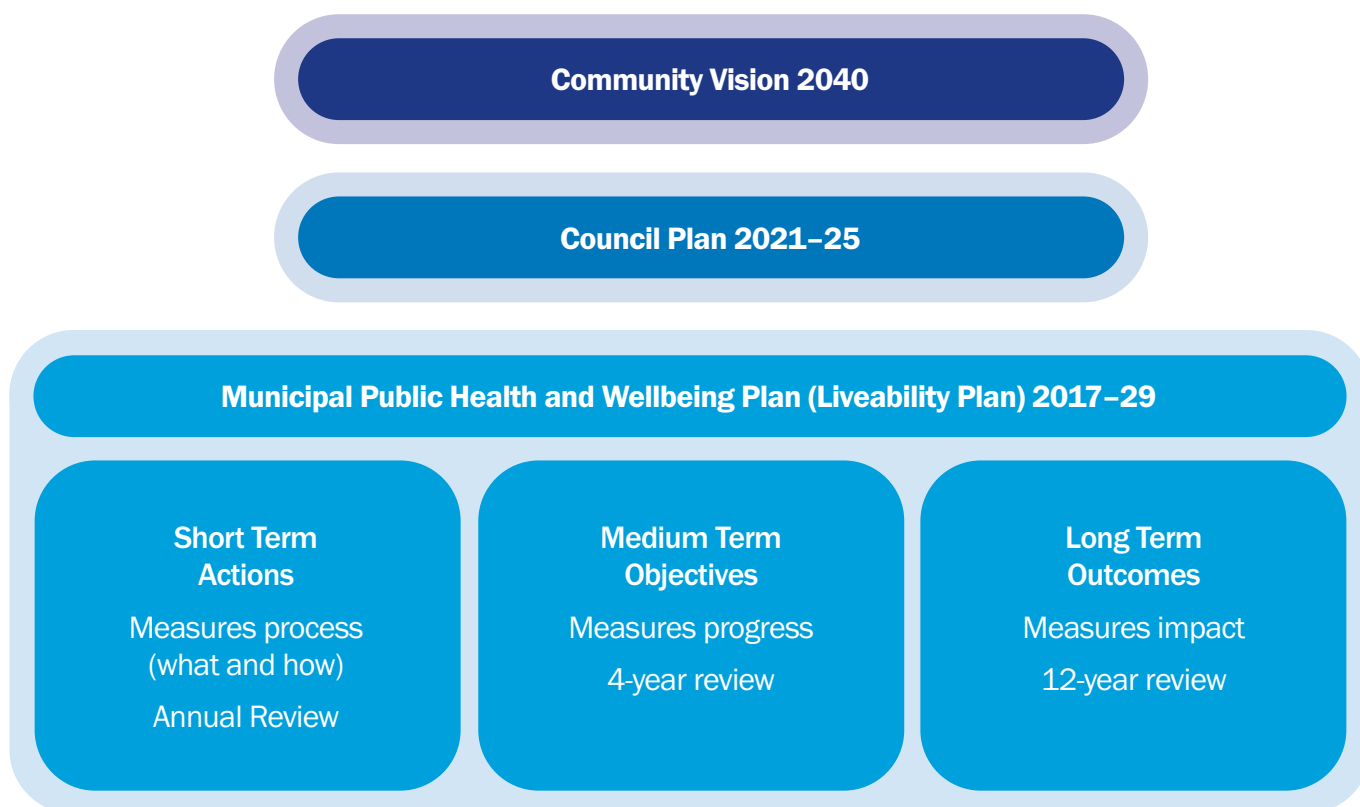 Community Vision 2040
Council Plan 2021–25
Municipal Public Health and Wellbeing Plan (Liveability Plan) 2017–29
Short Term
Actions
Measures process
(what and how)
Annual Review
Medium Term
Objectives
Measures progress
4-year review
Long Term
Outcomes
Measures impact
12-year review